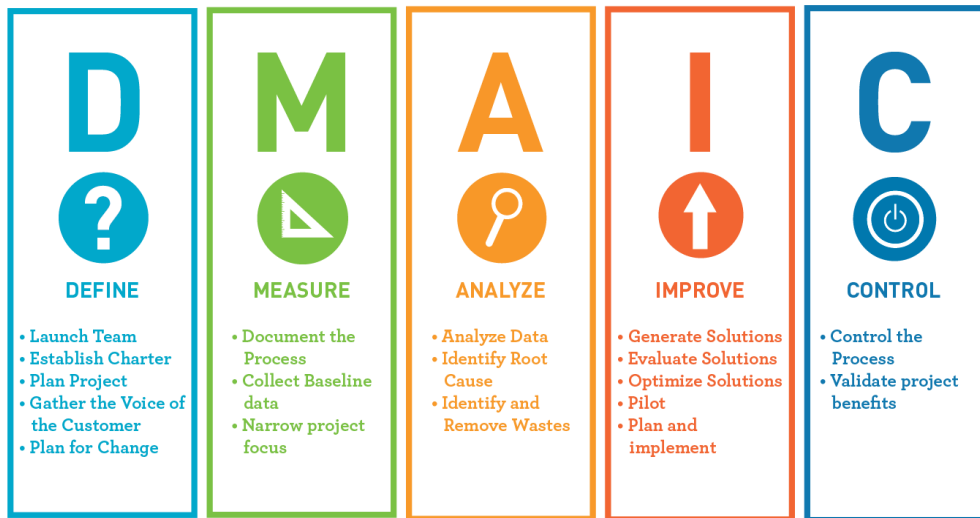 D
DEFINE
• Launch Team
• Establish Charter
• Plan Project
• Gather the Voice of
the Customer
• Plan for Change
M
MEASURE
• Document the
Process
• Collect Baseline
data
• Narrow project
focus
A
ANALYZE
• Analyze Data
• Identify Root
Cause
• Identify and
Remove Wastes
I
IMPROVE
• Generate Solutions
• Evaluate Solutions
• Optimize Solutions
• Pilot
• Plan and
implement
C
CONTROL
• Control the
Process
• Validate project
benefits